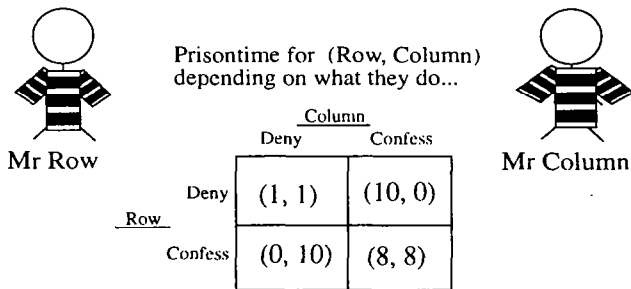 Prisontime for (Row, Column)
depending on what they do...
Mr Row
Mr Column
Column
Deny Confess
Row
Deny (1, 1) (10, 0)
Confess (0, 10) (8, 8)